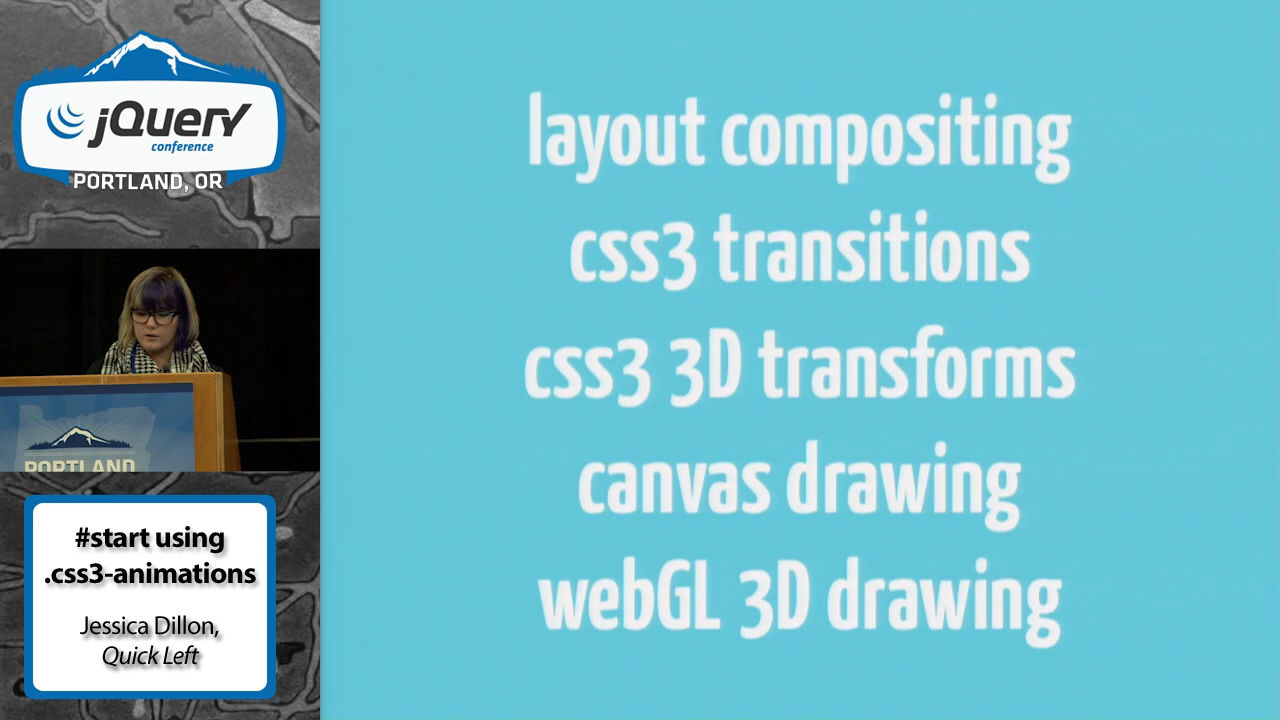 jQuery
conference
PORTLAND, OR
PORTLAND
#start using
.css3-animations
Jessica Dillon,
Quick Left
layout compositing
css3 transitions
css3 3D transforms
canvas drawing
webGL 3D drawing